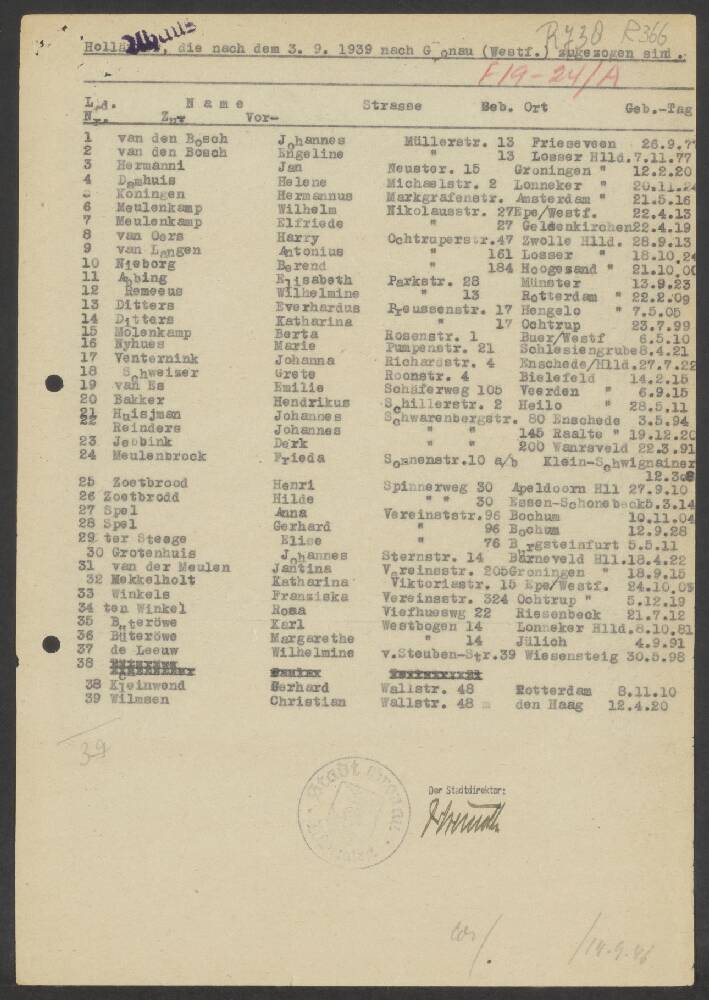 R730 R366
Holländer, die nach dem 3. 9. 1939 nach Gronau (Westf.) zugezogen sind.
F19-24/A
Lfd. Name Strasse Geb. Ort Geb.-Tag
Nr. Zu- Vor-
1 van den Bosch Johannes Müllerstr. 13 Frieseveen 26.9.7
2 van den Bosch Engeline " 13 Losser Hlld. 7.11.77
3 Hermanni Jan Neustr. 15 Groningen " 12.2.20
4 Damhuis Helene Michaelstr. 2 Lonneker " 20.11.24
5 Koningen Hermannus Markgrafenstr. Amsterdam " 21.5.16
6 Meulenkamp Wilhelm Nikolausstr. 27 Epe/Westf. 22.4.13
7 Meulenkamp Elfriede " 27 Gelsenkirchen 22.4.19
8 van Oers Harry Ochtruperstr. 47 Zwolle Hlld. 28.9.13
9 van Langen Antonius " 161 Losser " 18.10.24
10 Nieborg Berend " 184 Hoogesand " 21.10.00
11 Abbing Elisabeth Parkstr. 28 Münster 13.9.23
12 Remeeus Wilhelmine " 13 Rotterdam " 22.2.09
13 Ditters Everhardus Preussenstr. 17 Hengelo " 7.5.05
14 Ditters Katharina " 17 Ochtrup 23.7.99
15 Molenkamp Berta Rosenstr. 1 Buer/Westf 6.5.10
16 Nyhues Marie Pumpenstr. 21 Schlesiengrube 8.4.21
17 Venternink Johanna Richardstr. 4 Enschede/Hlld. 27.7.22
18 Schweizer Grete Roonstr. 4 Bielefeld 14.2.15
19 van Es Emilie Schäferweg 105 Veerden " 6.9.15
20 Bakker Hendrikus Schillerstr. 2 Heilo " 28.5.11
21 Huisjman Johannes Schwarenbergstr. 80 Enschede 3.5.94
22 Reinders Johannes " " 145 Raalte " 19.12.20
23 Jebbink Derk " " 200 Wansveld 22.3.91
24 Meulenbrock Frieda Sonnenstr. 10 a/b Klein-Schwignainen
12.3.08
25 Zoetbrood Henri Spinnerweg 30 Apeldoorn Hll 27.9.10
26 Zoetbrodd Hilde " " 30 Essen-Schonebeck 5.3.14
27 Spel Anna Vereinststr. 96 Bochum 10.11.04
28 Spel Gerhard " 96 Bochum 12.9.28
29 ter Steege Elise " 76 Burgsteinfurt 5.5.11
30 Grotenhuis Johannes Sternstr. 14 Barneveld Hll. 18.4.22
31 van der Meulen Jantina Vereinsstr. 205 Groningen " 18.9.15
32 Mekkelholt Katharina Viktoriastr. 15 Epe/Westf. 24.10.03
33 Winkels Franziska Vereinsstr. 324 Ochtrup " 5.12.19
34 ten Winkel Rosa Viefhuesweg 22 Riesenbeck 21.7.12
35 Büteröwe Karl Westbogen 14 Lonneker Hlld. 8.10.81
36 Büteröwe Margarethe " 14 Jülich 4.9.91
37 de Leeuw Wilhelmine v.Steuben-Str. 39 Wiesensteig 30.5.98
38
38 Kleinwend Gerhard Wallstr. 48 Rotterdam 8.11.10
39 Wilmsen Christian Wallstr. 48 den Haag 12.4.20
39
Stadt Gronau
Der Stadtdirektor:
14.9.46